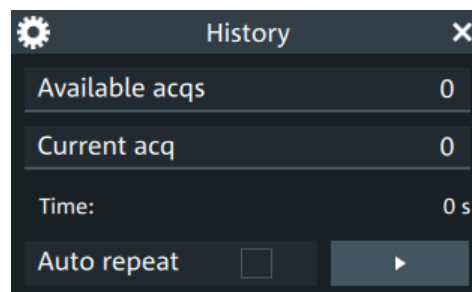 History
Available acqs 0
Current acq 0
Time: 0 s
Auto repeat